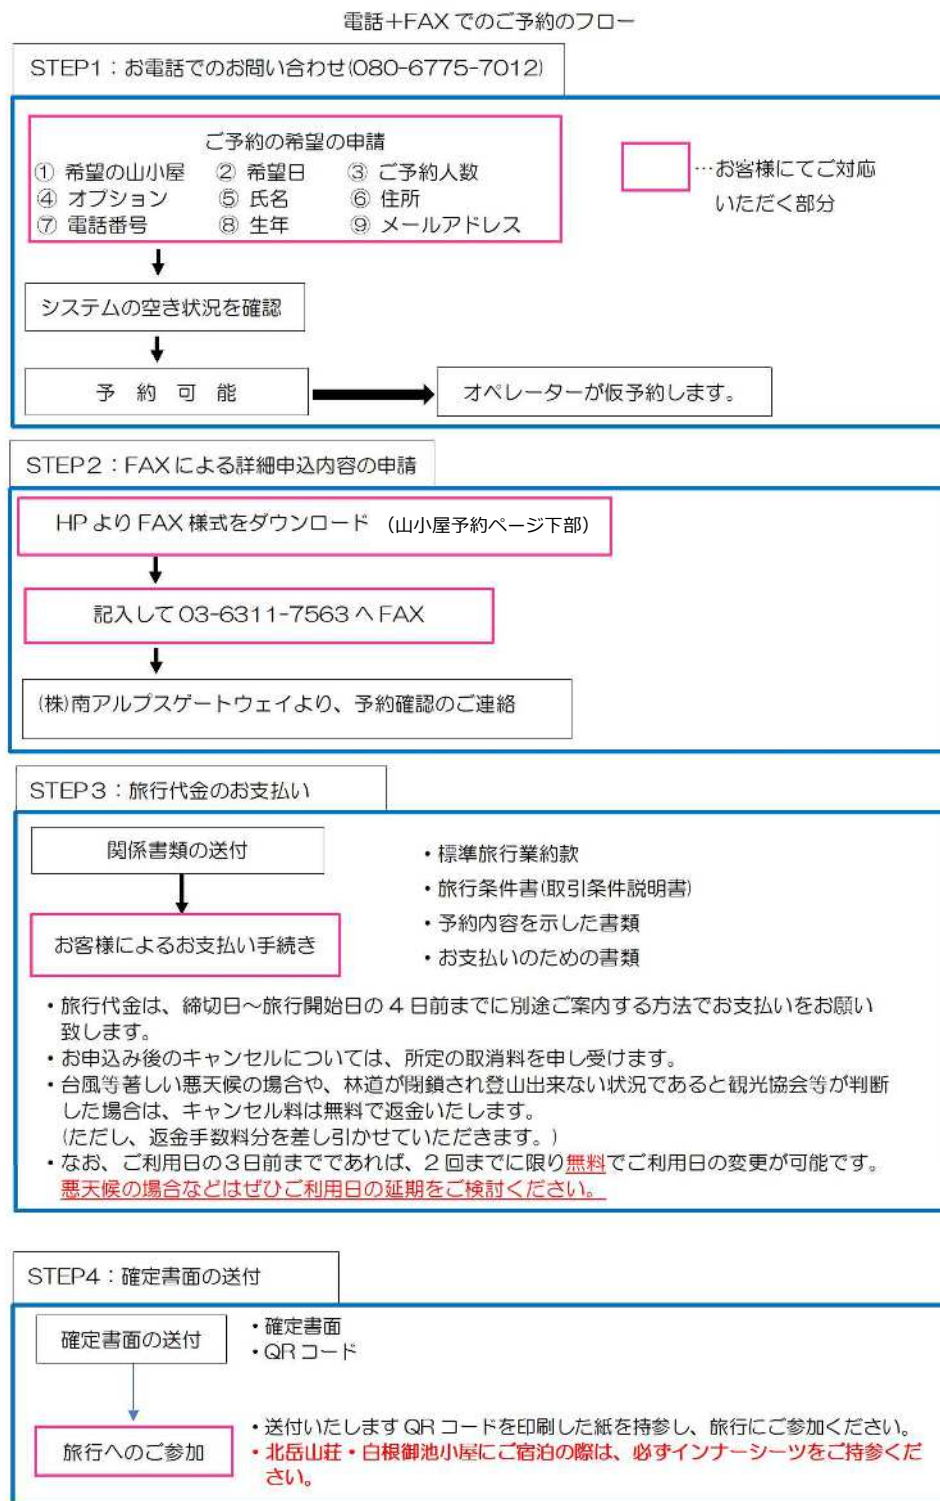 電話＋FAX でのご予約のフロー
STEP1：お電話でのお問い合わせ(080-6775-7012)
ご予約の希望の申請
① 希望の山小屋 ② 希望日 ③ ご予約人数
④ オプション ⑤ 氏名 ⑥ 住所
⑦ 電話番号 ⑧ 生年 ⑨ メールアドレス
…お客様にてご対応
いただく部分
システムの空き状況を確認
予 約 可 能
オペレーターが仮予約します。
STEP2：FAX による詳細申込内容の申請
HP より FAX 様式をダウンロード （山小屋予約ページ下部）
記入して 03-6311-7563 へ FAX
(株)南アルプスゲートウェイより、予約確認のご連絡
STEP3：旅行代金のお支払い
関係書類の送付
お客様によるお支払い手続き
・標準旅行業約款
・旅行条件書(取引条件説明書)
・予約内容を示した書類
・お支払いのための書類
・旅行代金は、締切日～旅行開始日の 4 日前までに別途ご案内する方法でお支払いをお願い
致します。
・お申込み後のキャンセルについては、所定の取消料を申し受けます。
・台風等著しい悪天候の場合や、林道が閉鎖され登山出来ない状況であると観光協会等が判断
した場合は、キャンセル料は無料で返金いたします。
(ただし、返金手数料分を差し引かせていただきます。)
・なお、ご利用日の３日前までであれば、２回までに限り無料でご利用日の変更が可能です。
悪天候の場合などはぜひご利用日の延期をご検討ください。
STEP4：確定書面の送付
確定書面の送付
・確定書面
・QR コード
旅行へのご参加
・送付いたします QR コードを印刷した紙を持参し、旅行にご参加ください。
・北岳山荘・白根御池小屋にご宿泊の際は、必ずインナーシーツをご持参くだ
さい。